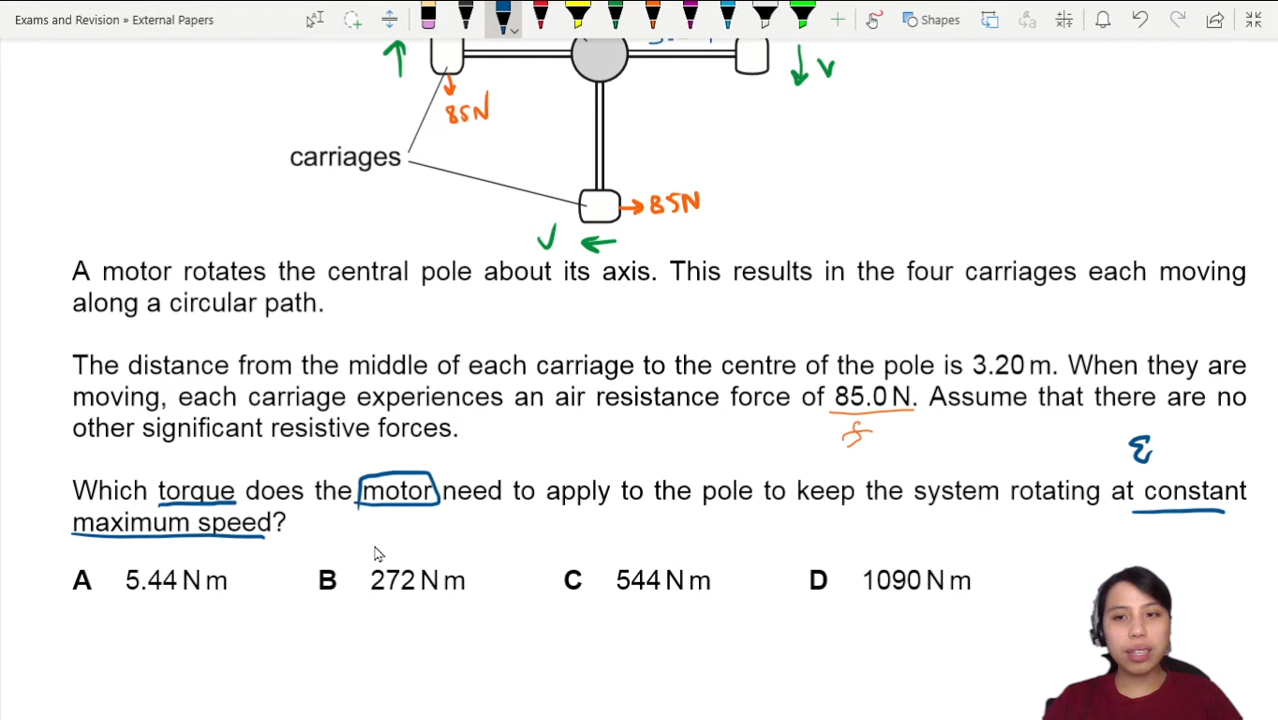 Exams and Revision » External Papers
Shapes
85N
v
carriages
85N
A motor rotates the central pole about its axis. This results in the four carriages each moving
along a circular path.
The distance from the middle of each carriage to the centre of the pole is 3.20 m. When they are
moving, each carriage experiences an air resistance force of 85.0 N. Assume that there are no
other significant resistive forces.
Which torque does the motor need to apply to the pole to keep the system rotating at constant
maximum speed?
A 5.44 N m B 272 N m C 544 N m D 1090 N m